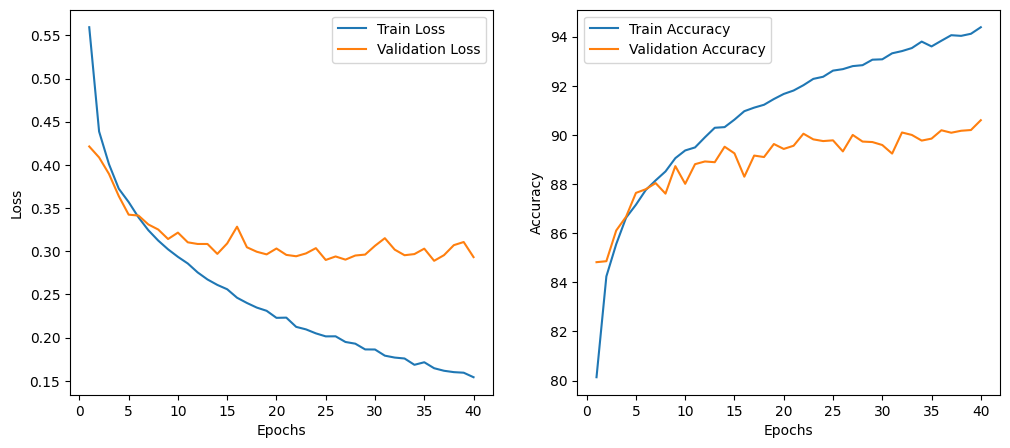 Train Loss
Validation Loss
0.55
0.50
0.45
0.40
0.35
0.30
0.25
0.20
0.15
Loss
0 5 10 15 20 25 30 35 40
Epochs
Train Accuracy
Validation Accuracy
94
92
90
88
86
84
82
80
Accuracy
0 5 10 15 20 25 30 35 40
Epochs